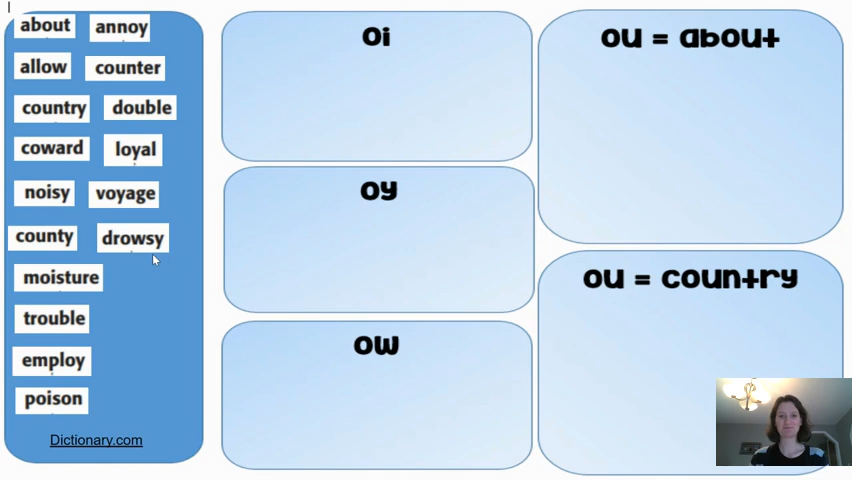 about annoy
allow counter
country double
coward loyal
noisy voyage
county drowsy
moisture
trouble
employ
poison
Dictionary.com
oi
oy
ow
ou = about
ou = country